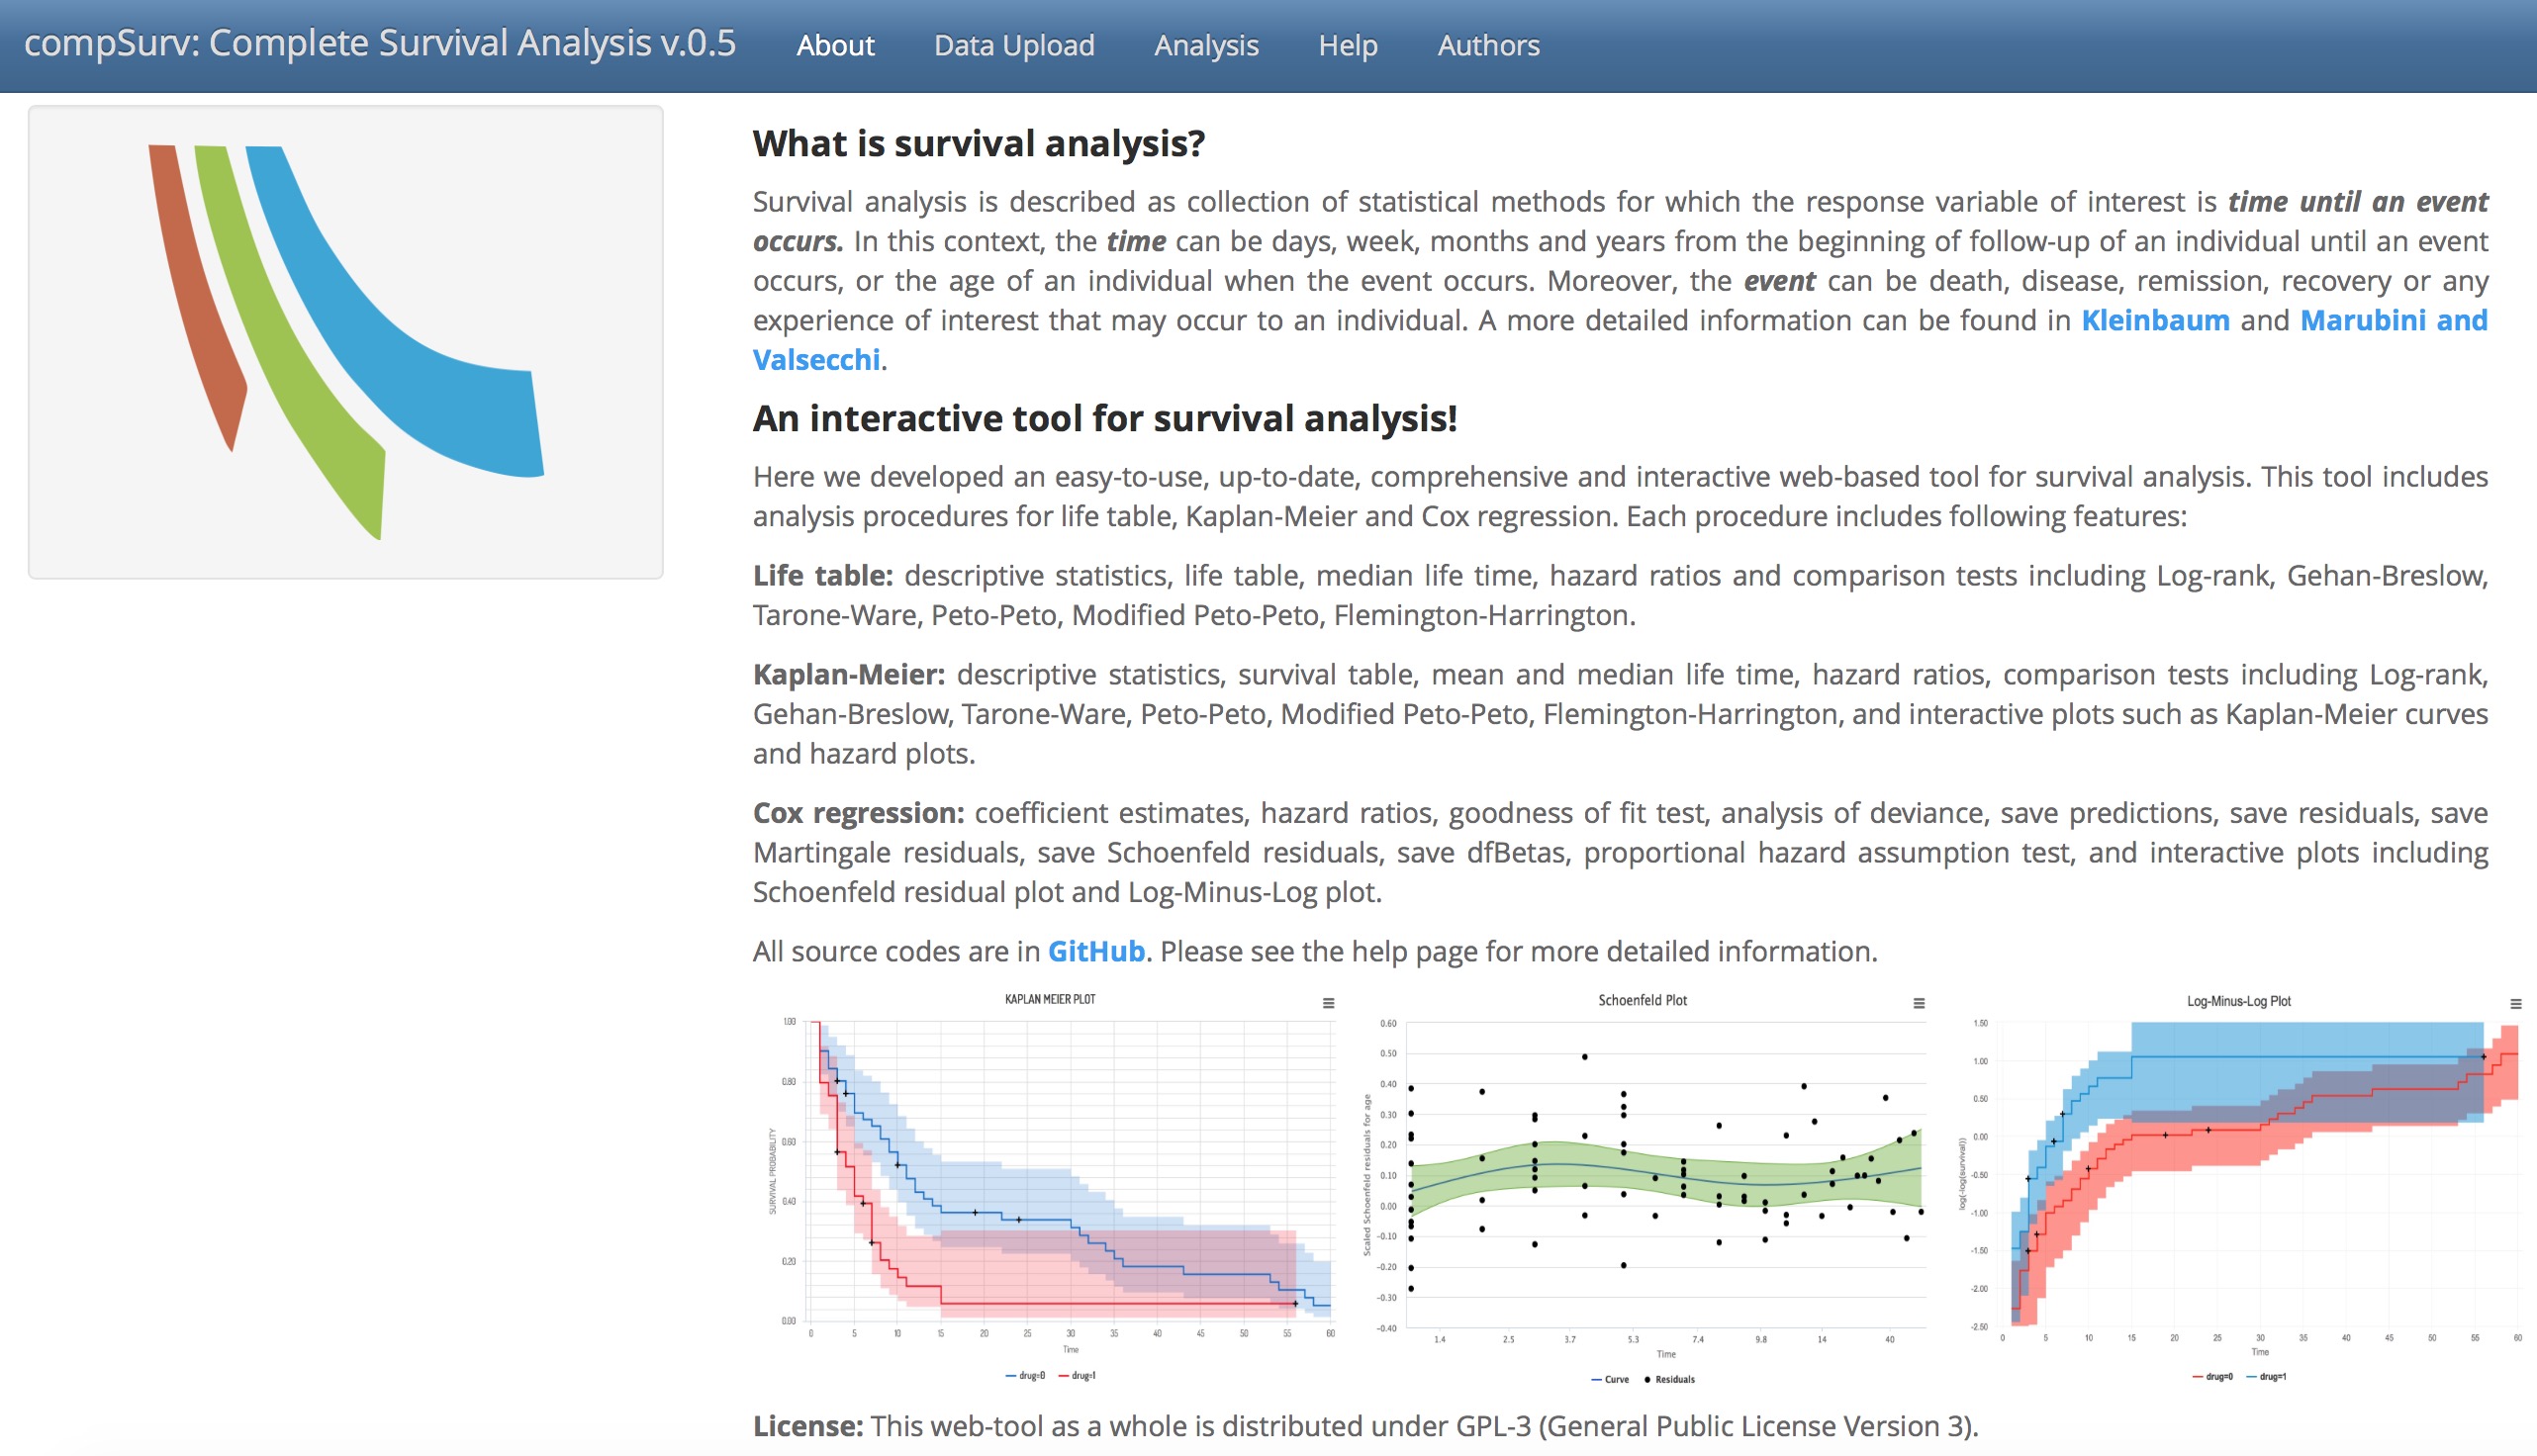 compSurv: Complete Survival Analysis v.0.5 About Data Upload Analysis Help Authors
What is survival analysis?
Survival analysis is described as collection of statistical methods for which the response variable of interest is time until an event
occurs. In this context, the time can be days, week, months and years from the beginning of follow-up of an individual until an event
occurs, or the age of an individual when the event occurs. Moreover, the event can be death, disease, remission, recovery or any
experience of interest that may occur to an individual. A more detailed information can be found in Kleinbaum and Marubini and
Valsecchi.
An interactive tool for survival analysis!
Here we developed an easy-to-use, up-to-date, comprehensive and interactive web-based tool for survival analysis. This tool includes
analysis procedures for life table, Kaplan-Meier and Cox regression. Each procedure includes following features:
Life table: descriptive statistics, life table, median life time, hazard ratios and comparison tests including Log-rank, Gehan-Breslow,
Tarone-Ware, Peto-Peto, Modified Peto-Peto, Flemington-Harrington.
Kaplan-Meier: descriptive statistics, survival table, mean and median life time, hazard ratios, comparison tests including Log-rank,
Gehan-Breslow, Tarone-Ware, Peto-Peto, Modified Peto-Peto, Flemington-Harrington, and interactive plots such as Kaplan-Meier curves
and hazard plots.
Cox regression: coefficient estimates, hazard ratios, goodness of fit test, analysis of deviance, save predictions, save residuals, save
Martingale residuals, save Schoenfeld residuals, save dfBetas, proportional hazard assumption test, and interactive plots including
Schoenfeld residual plot and Log-Minus-Log plot.
All source codes are in GitHub. Please see the help page for more detailed information.
KAPLAN MEIER PLOT
1.00
0.80
0.60
0.40
0.20
0.00
SURVIVAL PROBABILITY
0 5 10 15 20 25 30 35 40 45 50 55 60
Time
drug=0 drug=1
Schoenfeld Plot
0.60
0.50
0.40
0.30
0.20
0.10
0.00
-0.10
-0.20
-0.30
-0.40
Scaled Schoenfeld residuals for age
1.4 2.5 3.7 5.3 7.4 9.8 14 40
Time
Curve Residuals
Log-Minus-Log Plot
1.50
1.00
0.50
0.00
-0.50
-1.00
-1.50
-2.00
-2.50
log(-log(survival))
0 5 10 15 20 25 30 35 40 45 50 55 60
Time
drug=0 drug=1
License: This web-tool as a whole is distributed under GPL-3 (General Public License Version 3).